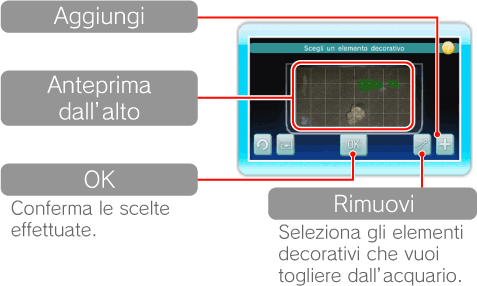 Aggiungi
Scegli un elemento decorativo
Anteprima
dall'alto
OK
OK
Conferma le scelte
effettuate.
Rimuovi
Seleziona gli elementi
decorativi che vuoi
togliere dall'acquario.